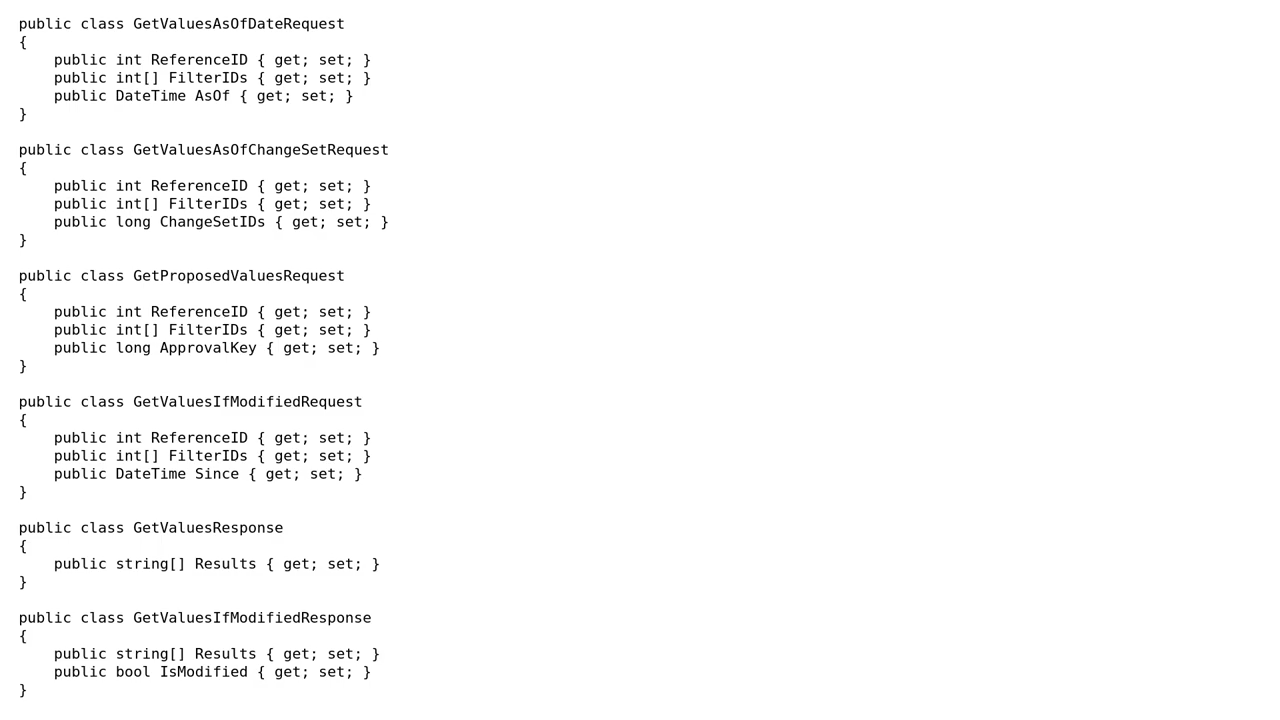 public class GetValuesAsOfDateRequest
{
    public int ReferenceID { get; set; }
    public int[] FilterIDs { get; set; }
    public DateTime AsOf { get; set; }
}

public class GetValuesAsOfChangeSetRequest
{
    public int ReferenceID { get; set; }
    public int[] FilterIDs { get; set; }
    public long ChangeSetIDs { get; set; }
}

public class GetProposedValuesRequest
{
    public int ReferenceID { get; set; }
    public int[] FilterIDs { get; set; }
    public long ApprovalKey { get; set; }
}

public class GetValuesIfModifiedRequest
{
    public int ReferenceID { get; set; }
    public int[] FilterIDs { get; set; }
    public DateTime Since { get; set; }
}

public class GetValuesResponse
{
    public string[] Results { get; set; }
}

public class GetValuesIfModifiedResponse
{
    public string[] Results { get; set; }
    public bool IsModified { get; set; }
}